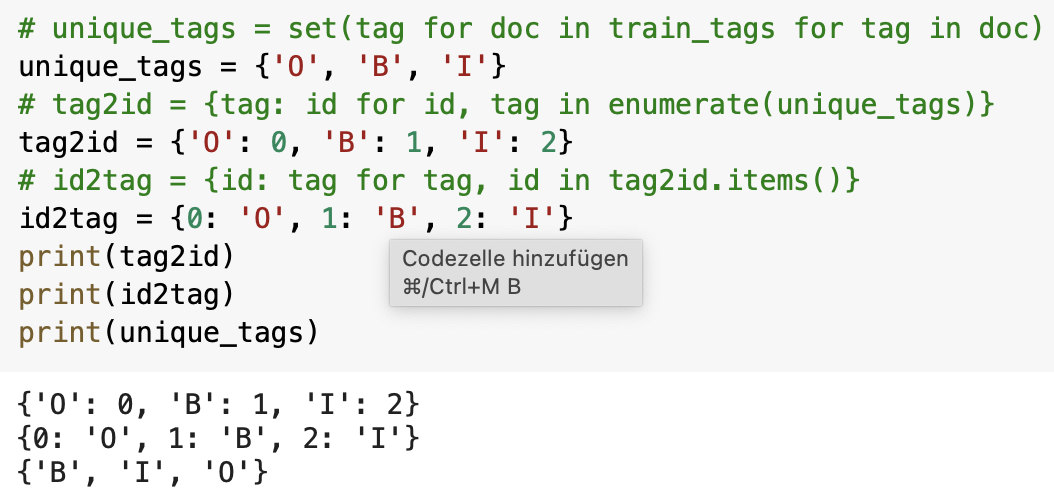 # unique_tags = set(tag for doc in train_tags for tag in doc)
unique_tags = {'O', 'B', 'I'}
# tag2id = {tag: id for id, tag in enumerate(unique_tags)}
tag2id = {'O': 0, 'B': 1, 'I': 2}
# id2tag = {id: tag for tag, id in tag2id.items()}
id2tag = {0: 'O', 1: 'B', 2: 'I'}
print(tag2id)
print(id2tag)
print(unique_tags)
Codezelle hinzufügen
⌘/Ctrl+M B
{'O': 0, 'B': 1, 'I': 2}
{0: 'O', 1: 'B', 2: 'I'}
{'B', 'I', 'O'}